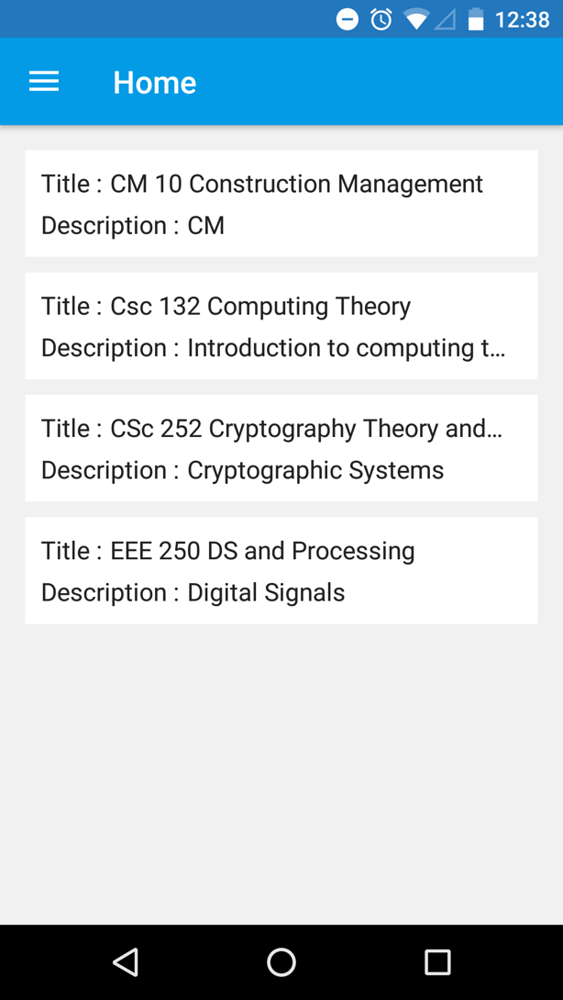 12:38
Home
Title : CM 10 Construction Management
Description : CM
Title : Csc 132 Computing Theory
Description : Introduction to computing t...
Title : CSc 252 Cryptography Theory and...
Description : Cryptographic Systems
Title : EEE 250 DS and Processing
Description : Digital Signals